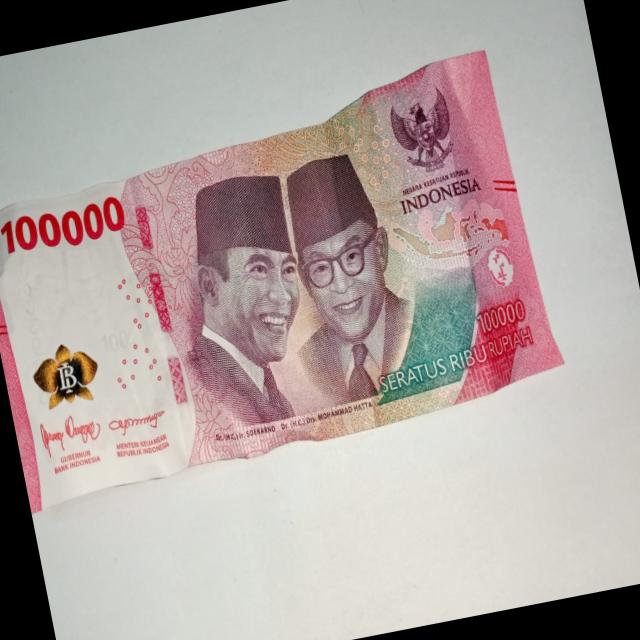 100000
NEGARA KESATUAN REPUBLIK
INDONESIA
100000
SERATUS RIBU RUPIAH
Dr. (H.C.) Ir. SOEKARNO Dr. (H.C.) Drs. MOHAMMAD HATTA
GUBERNUR
BANK INDONESIA
MENTERI KEUANGAN
REPUBLIK INDONESIA